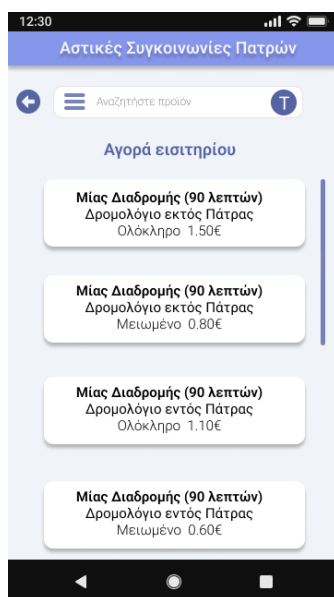 12:30
Αστικές Συγκοινωνίες Πατρών
Αναζητήστε προϊόν
T
Αγορά εισιτηρίου
Μίας Διαδρομής (90 λεπτών)
Δρομολόγιο εκτός Πάτρας
Ολόκληρο 1.50€
Μίας Διαδρομής (90 λεπτών)
Δρομολόγιο εκτός Πάτρας
Μειωμένο 0.80€
Μίας Διαδρομής (90 λεπτών)
Δρομολόγιο εντός Πάτρας
Ολόκληρο 1.10€
Μίας Διαδρομής (90 λεπτών)
Δρομολόγιο εντός Πάτρας
Μειωμένο 0.60€